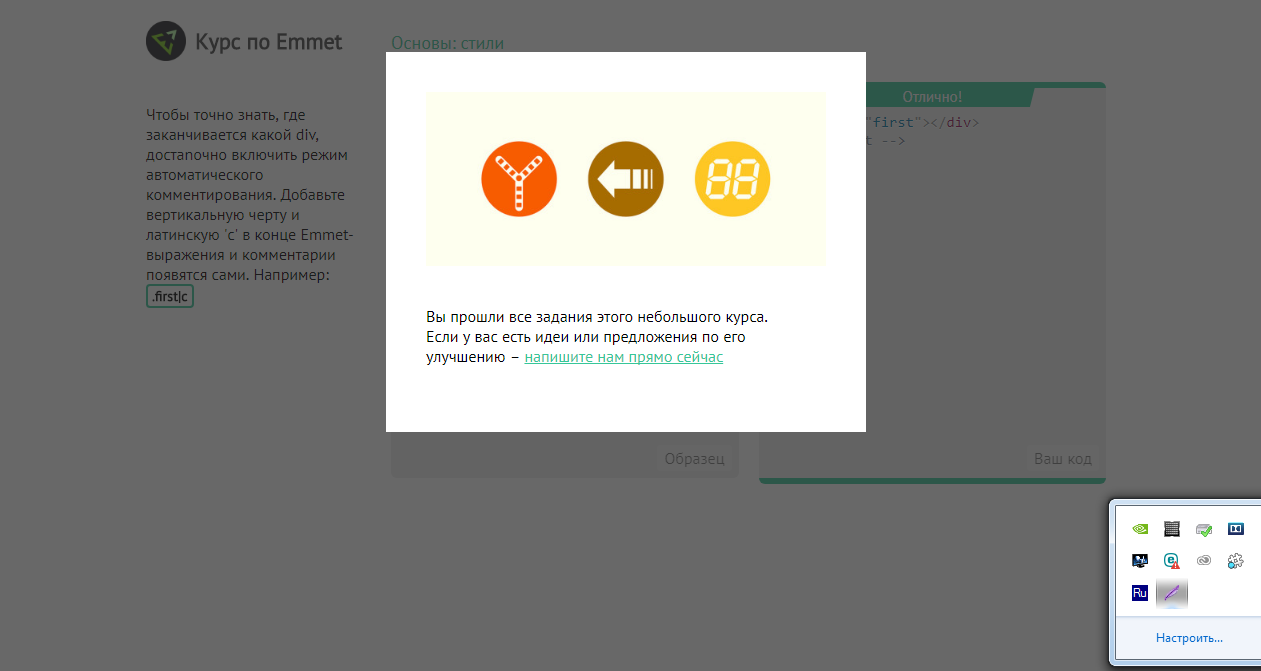 Курс по Emmet
Основы: стили
Чтобы точно знать, где
заканчивается какой div,
достаночно включить режим
автоматического
комментирования. Добавьте
вертикальную черту и
латинскую 'c' в конце Emmet-
выражения и комментарии
появятся сами. Например:
.first|c
Отлично!
"first"></div>
t -->
88
Вы прошли все задания этого небольшого курса.
Если у вас есть идеи или предложения по его
улучшению – напишите нам прямо сейчас
Образец
Ваш код
Ru
Настроить...